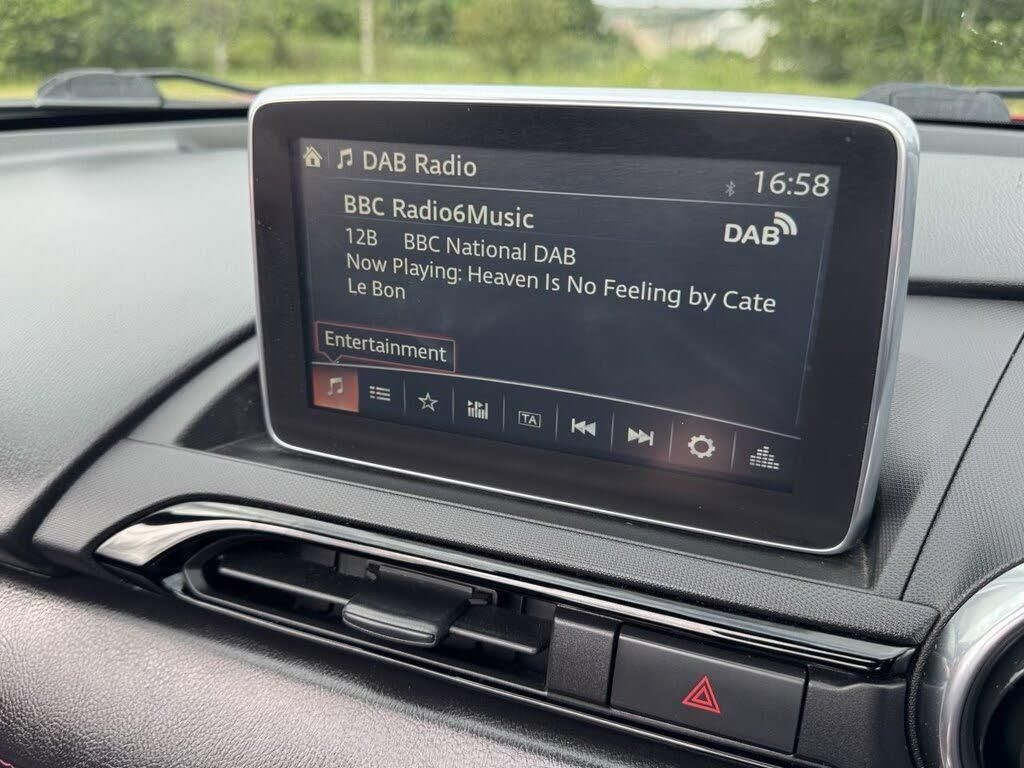 DAB Radio
16:58
BBC Radio6Music
DAB
12B BBC National DAB
Now Playing: Heaven Is No Feeling by Cate
Le Bon
Entertainment
TA